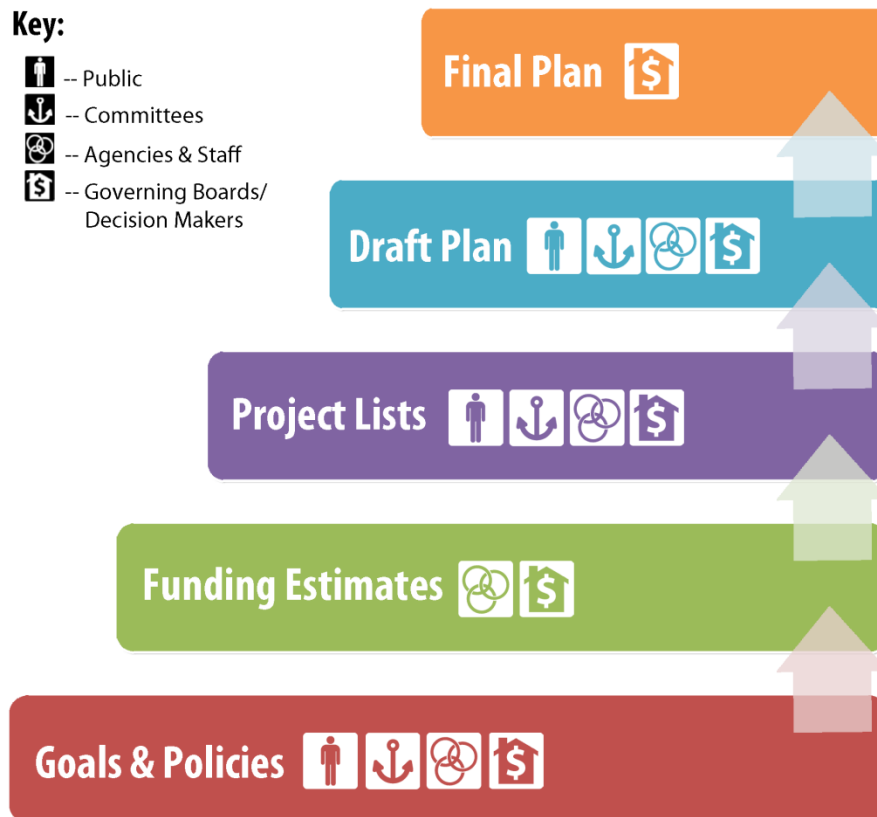 Key:
-- Public
-- Committees
-- Agencies & Staff
-- Governing Boards/
Decision Makers
Final Plan
Draft Plan
Project Lists
Funding Estimates
Goals & Policies